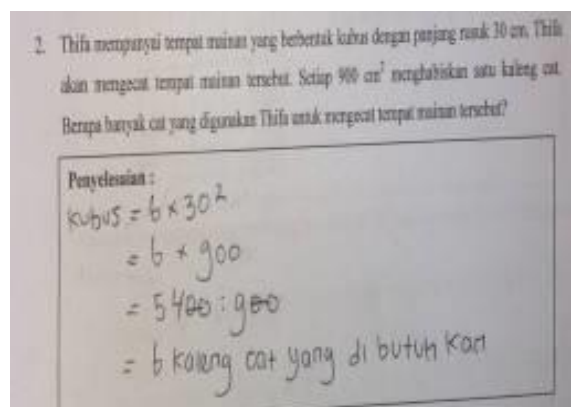 2. Thifa mempunyai tempat mainan yang berbentuk kubus dengan panjang rusuk 30 cm. Thifa
akan mengecat tempat mainan tersebut. Setiap 900 cm² menghabiskan satu kaleng cat.
Berapa banyak cat yang digunakan Thifa untuk mengecat tempat mainan tersebut?
Penyelesaian :
kubus = 6 × 30²
= 6 × 900
= 5400 : 900
= 6 kaleng cat yang di butuh kan